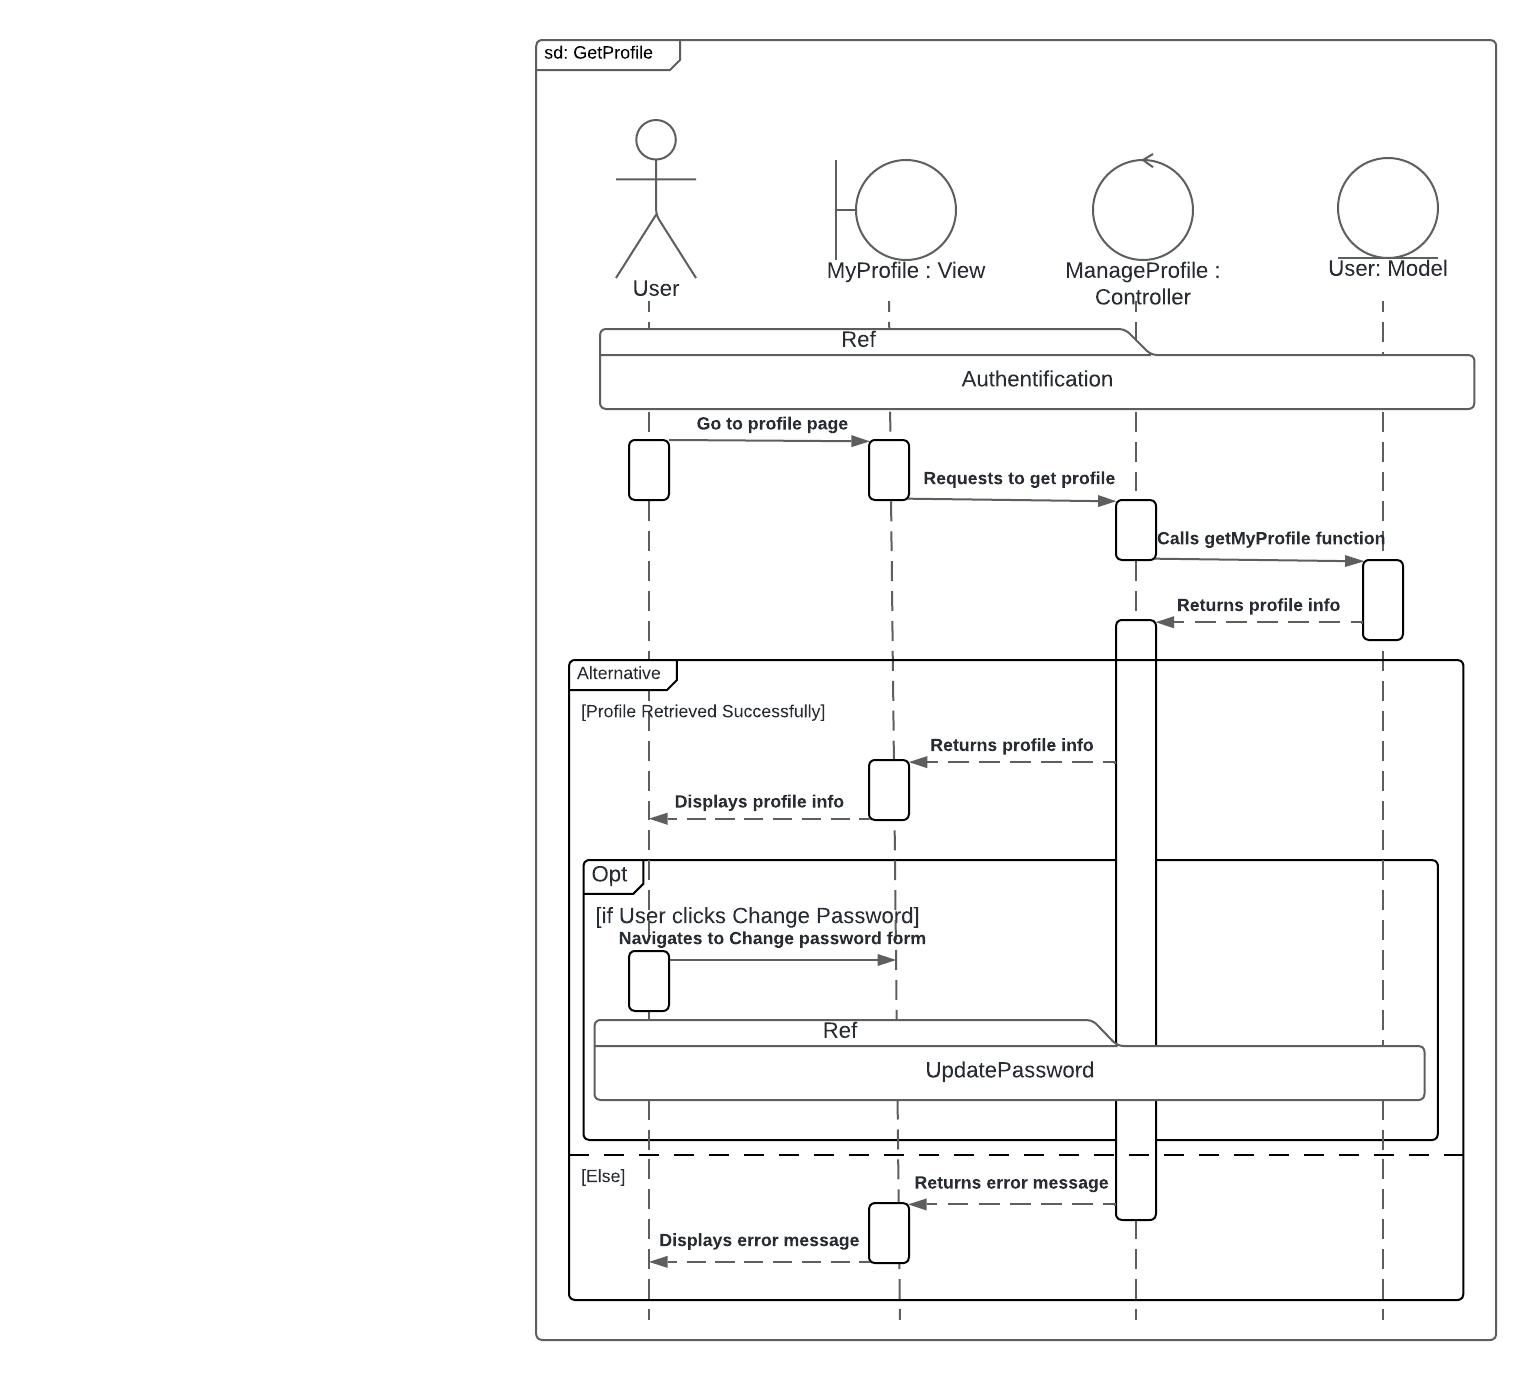 sd: GetProfile
User
MyProfile : View
ManageProfile :
Controller
User: Model
Ref
Authentification
Go to profile page
Requests to get profile
Calls getMyProfile function
Returns profile info
Alternative
[Profile Retrieved Successfully]
Returns profile info
Displays profile info
Opt
[if User clicks Change Password]
Navigates to Change password form
Ref
UpdatePassword
[Else]
Returns error message
Displays error message